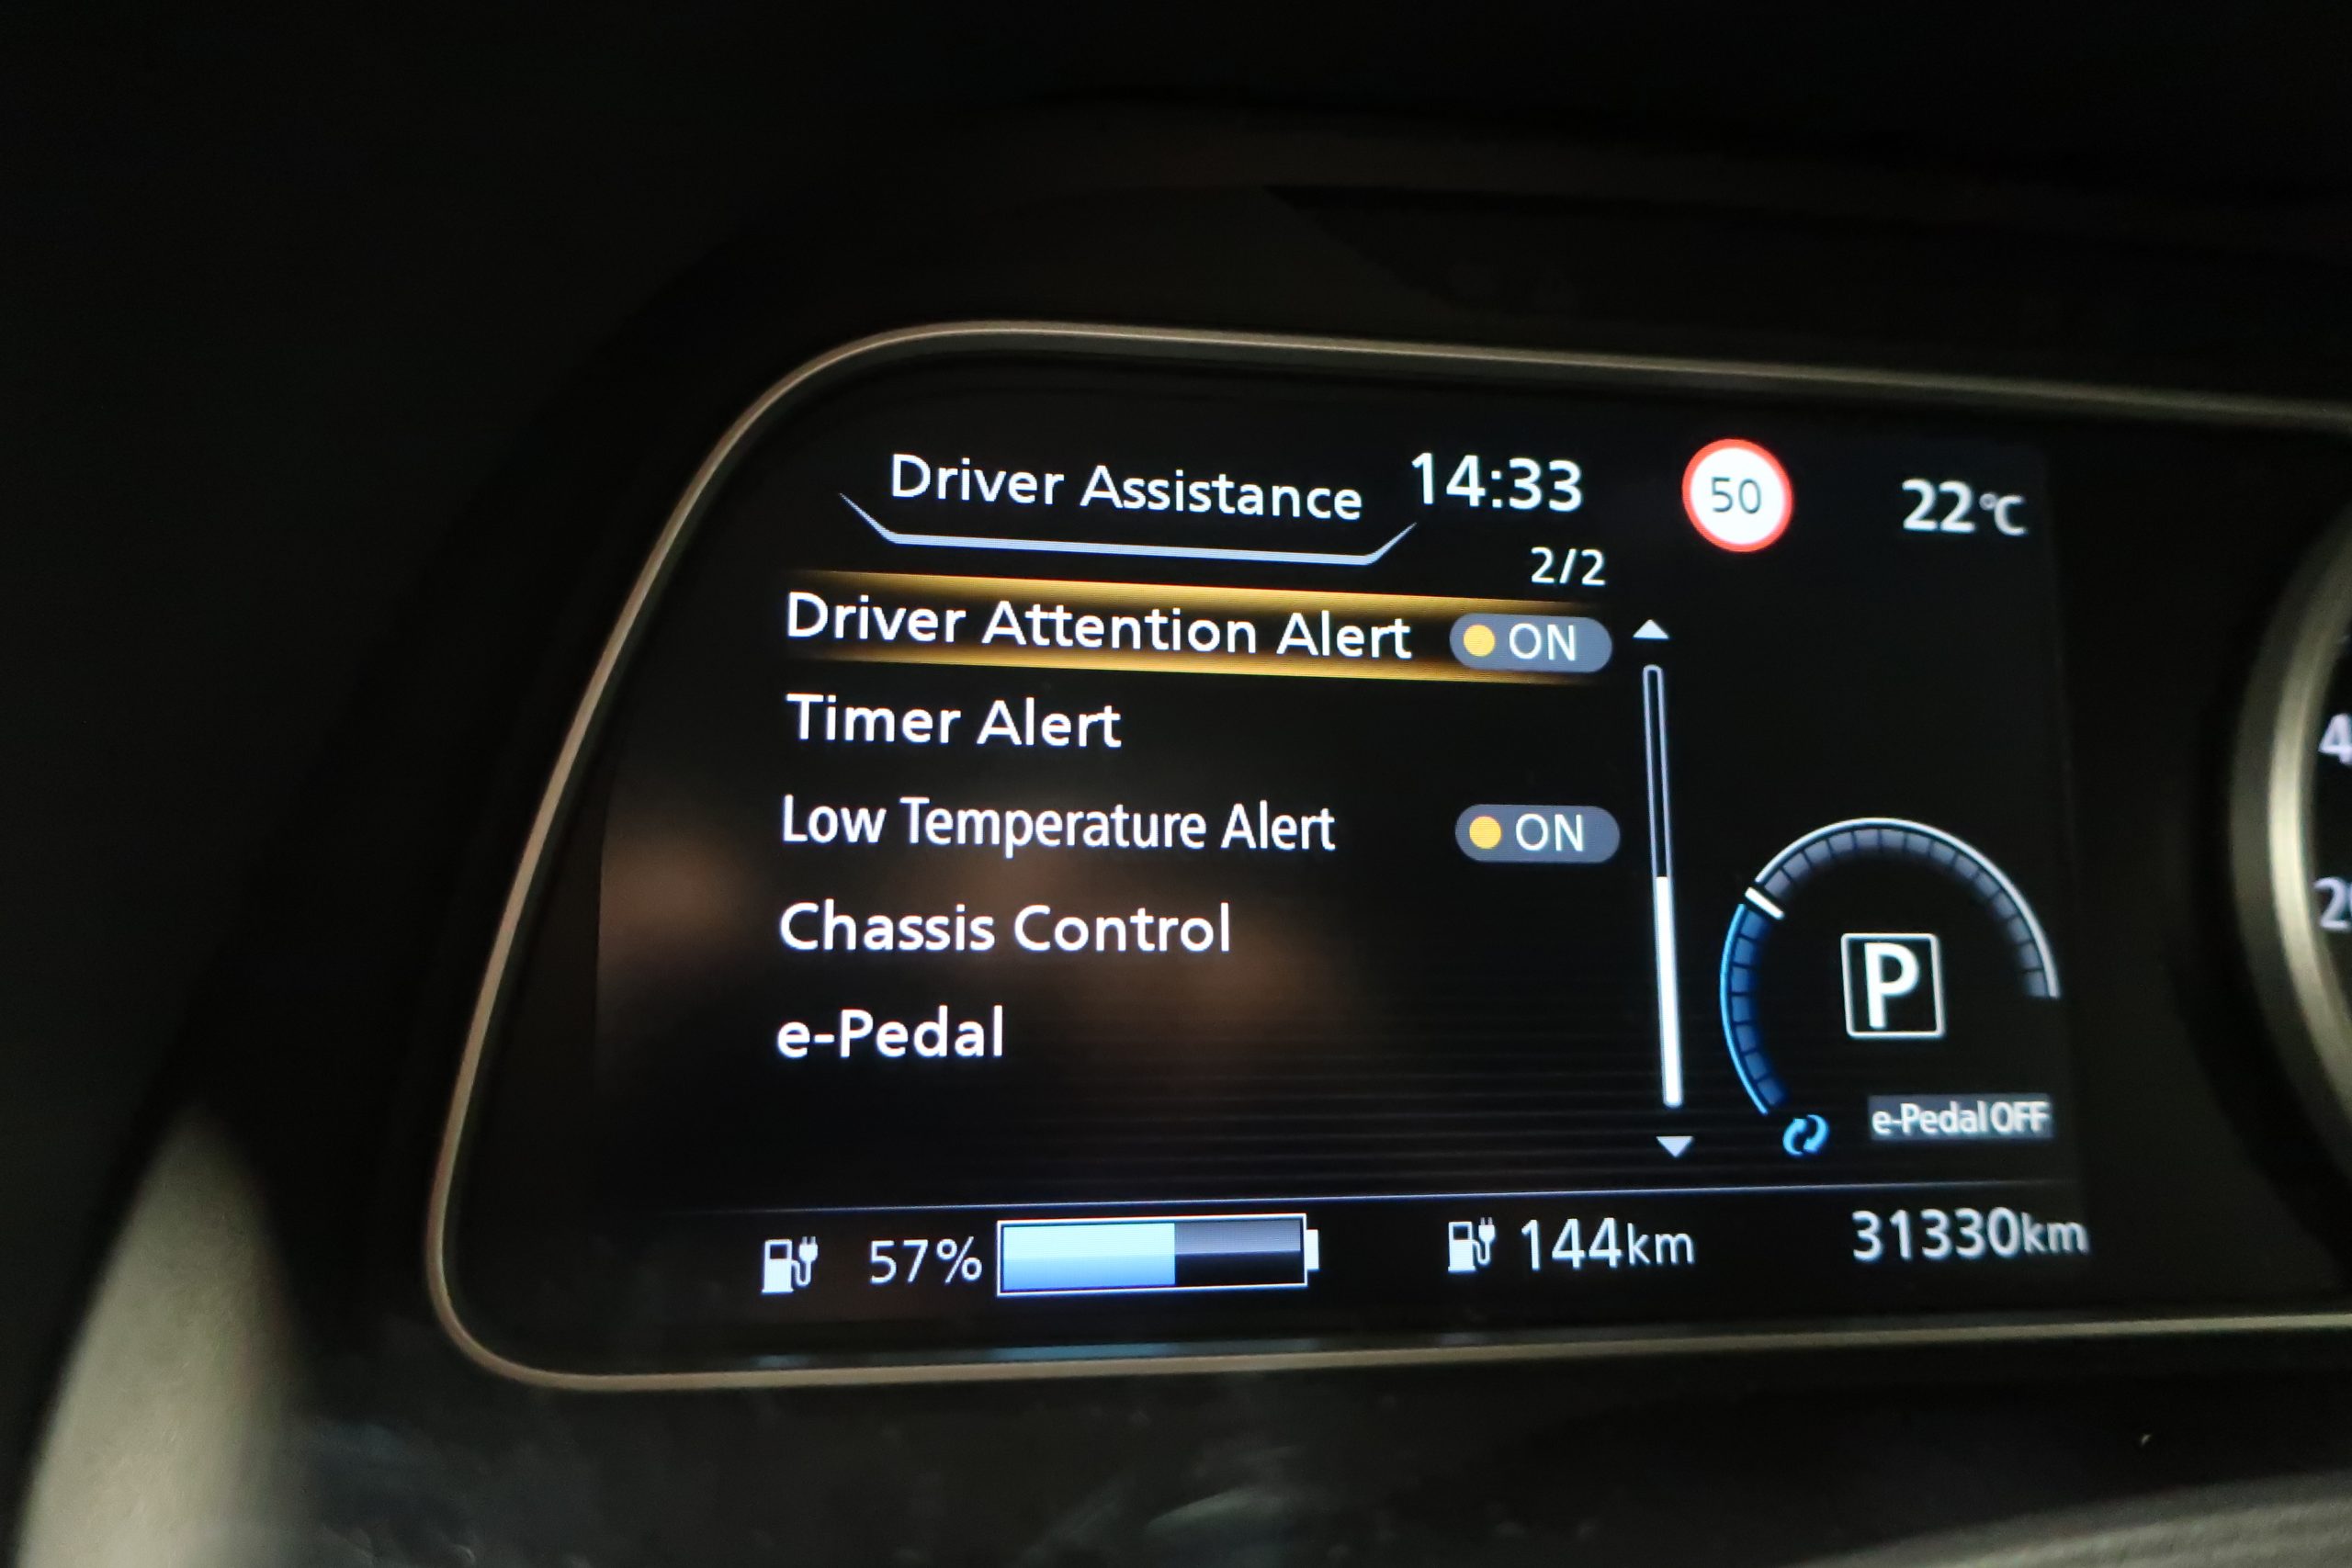 Driver Assistance 14:33 50 22°C
2/2
Driver Attention Alert ON
Timer Alert
Low Temperature Alert ON
Chassis Control
e-Pedal
P
e-Pedal OFF
57% 144km 31330km